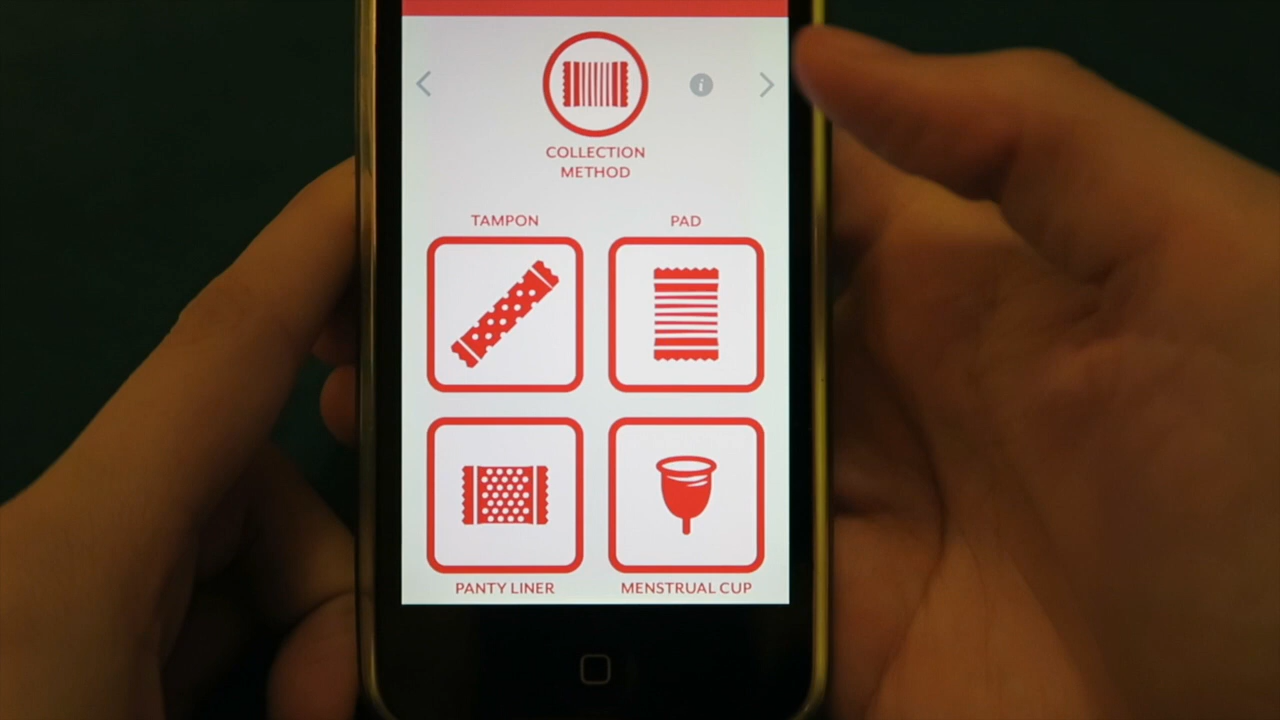 i
COLLECTION
METHOD
TAMPON PAD
PANTY LINER MENSTRUAL CUP